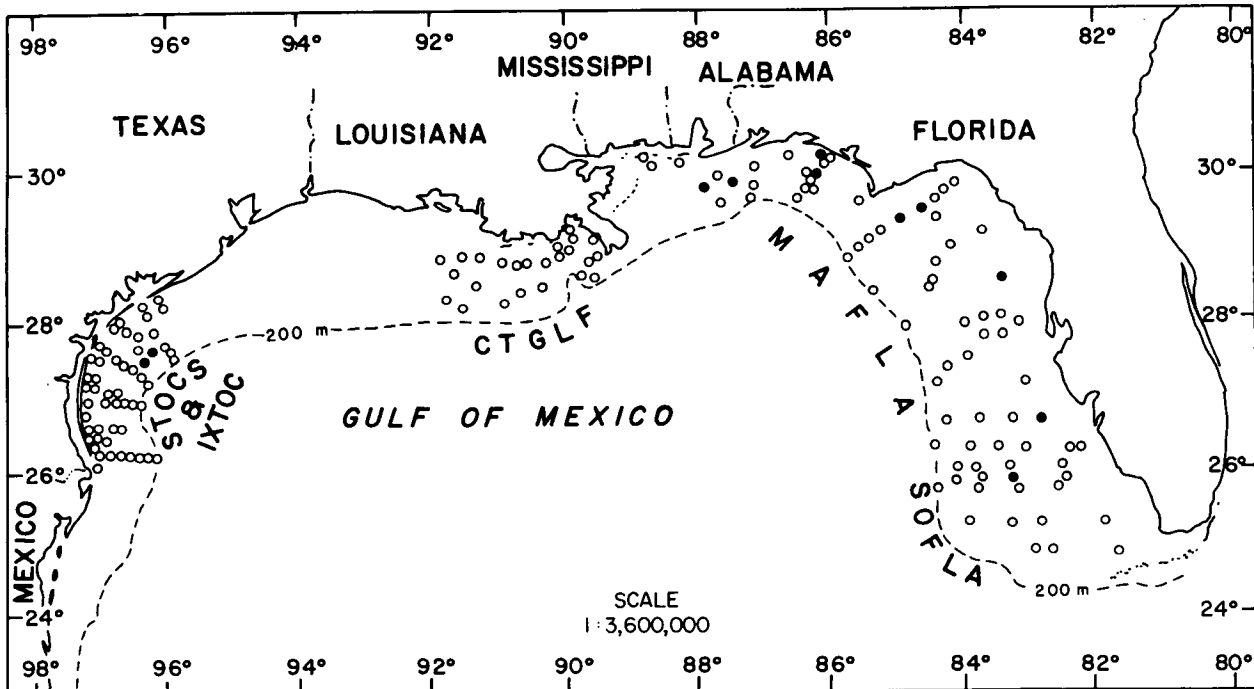 98° 96° 94° 92° 90° 88° 86° 84° 82° 80°
MISSISSIPPI ALABAMA
TEXAS LOUISIANA FLORIDA
30° 30°
28° 28°
26° 26°
24° 24°
200 m
CTGLF
MAFLA
STOCS
&
IXTOC
GULF OF MEXICO
SOFLA
MEXICO
200 m
SCALE
1:3,600,000
98° 96° 94° 92° 90° 88° 86° 84° 82° 80°